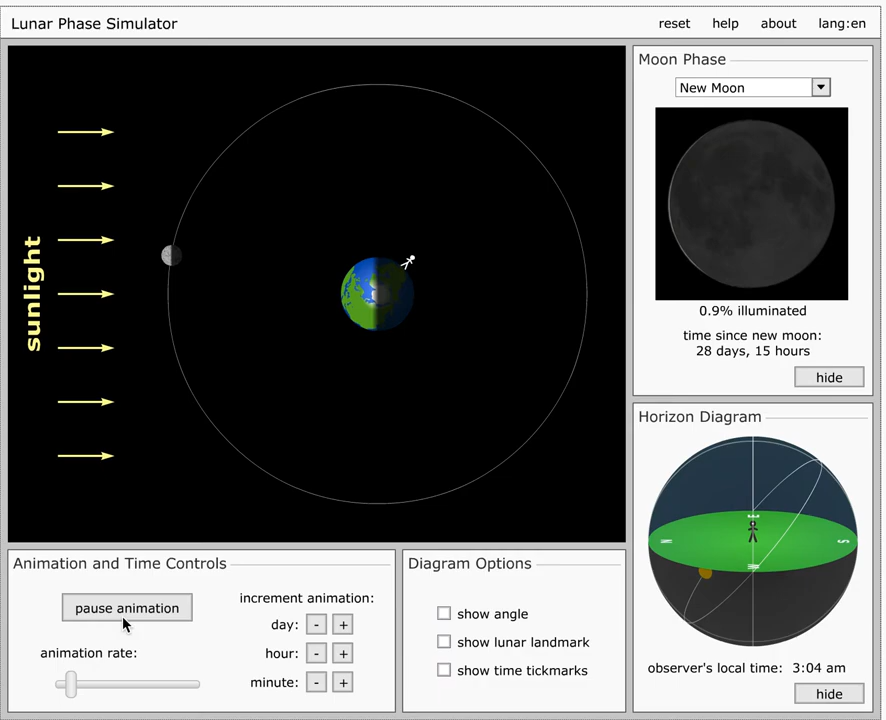 Lunar Phase Simulator
reset help about lang:en
sunlight
Moon Phase
New Moon
0.9% illuminated
time since new moon:
28 days, 15 hours
hide
Horizon Diagram
E
N
S
W
observer's local time: 3:04 am
hide
Animation and Time Controls
pause animation
animation rate:
increment animation:
day: - +
hour: - +
minute: - +
Diagram Options
show angle
show lunar landmark
show time tickmarks